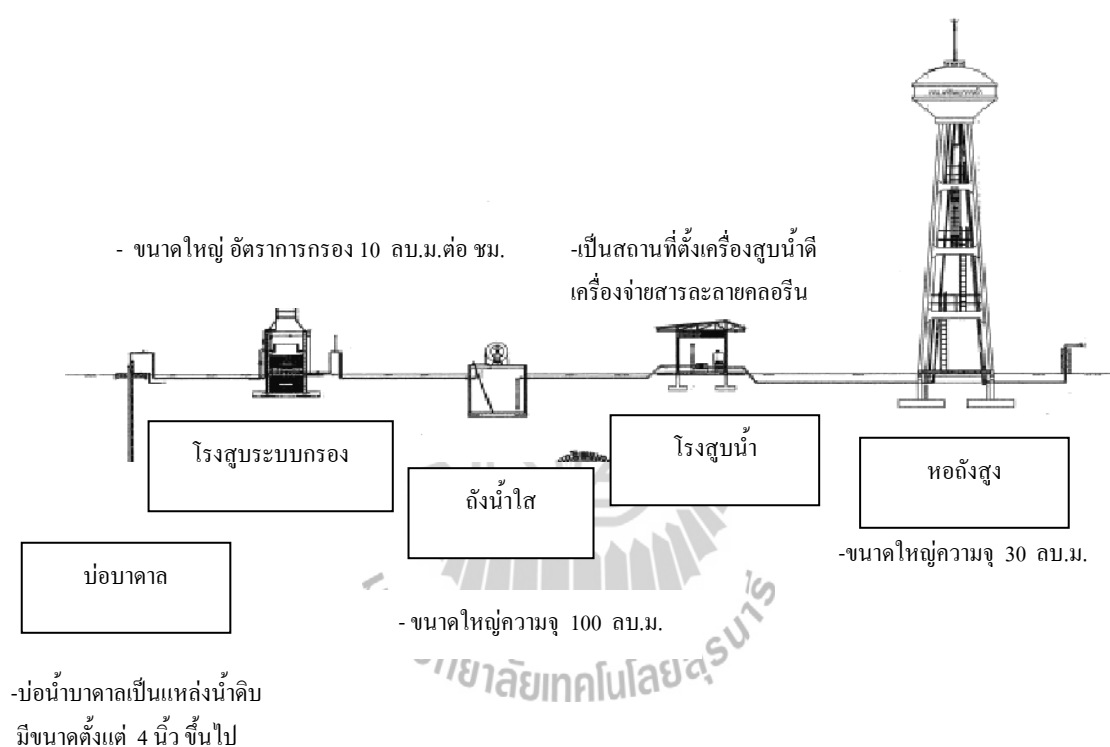 - ขนาดใหญ่ อัตราการกรอง 10 ลบ.ม.ต่อ ชม.
-เป็นสถานที่ตั้งเครื่องสูบน้ำดี
เครื่องจ่ายสารละลายคลอรีน
โรงสูบระบบกรอง
ถังน้ำใส
โรงสูบน้ำ
หอถังสูง
บ่อบาดาล
-ขนาดใหญ่ความจุ 30 ลบ.ม.
- ขนาดใหญ่ความจุ 100 ลบ.ม.
-บ่อน้ำบาดาลเป็นแหล่งน้ำดิบ
มีขนาดตั้งแต่ 4 นิ้ว ขึ้นไป